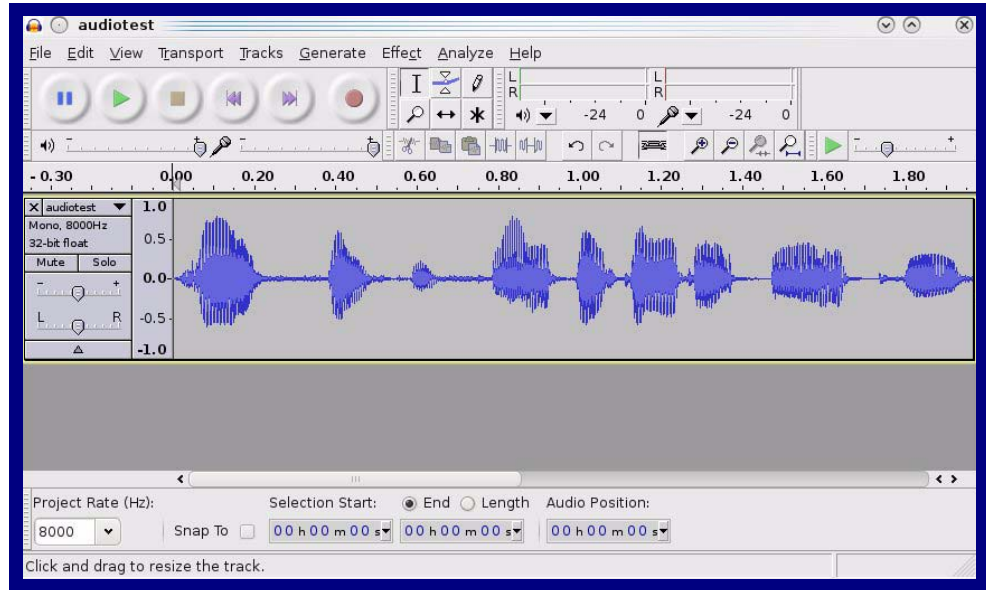 audiotest
File Edit View Transport Tracks Generate Effect Analyze Help
L
R
L
R
-24 0 -24 0
- +
- +
- +
- 0.30 0.00 0.20 0.40 0.60 0.80 1.00 1.20 1.40 1.60 1.80
X audiotest
Mono, 8000Hz
32-bit float
Mute Solo
- +
L R
1.0
0.5
0.0
-0.5
-1.0
Project Rate (Hz): Selection Start: End Length Audio Position:
8000 Snap To 00 h 00 m 00 s 00 h 00 m 00 s 00 h 00 m 00 s
Click and drag to resize the track.